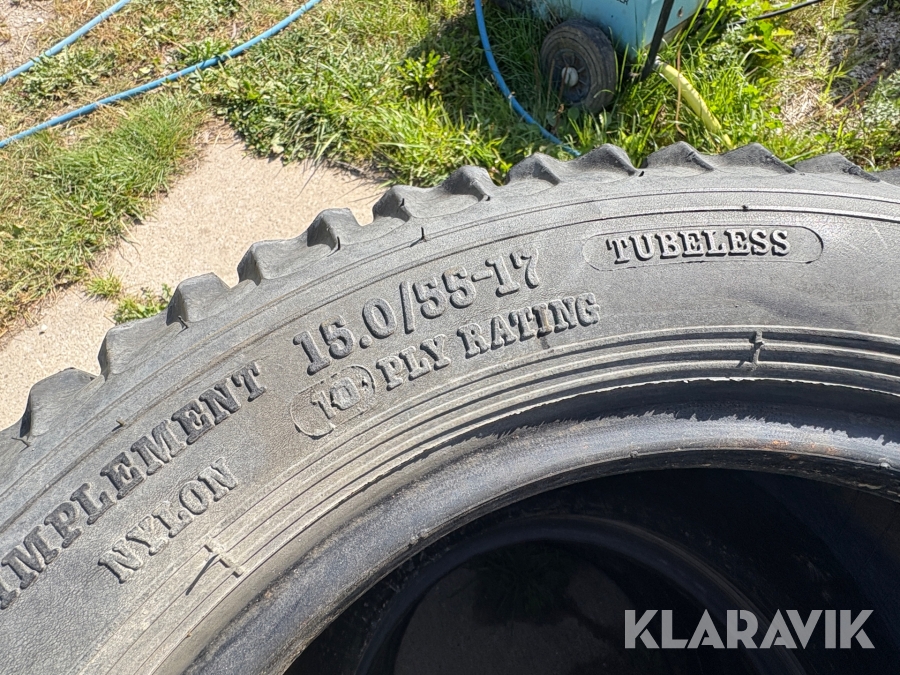 IMPLEMENT 15.0/55-17 TUBELESS
NYLON 10 PLY RATING
KLARAVIK